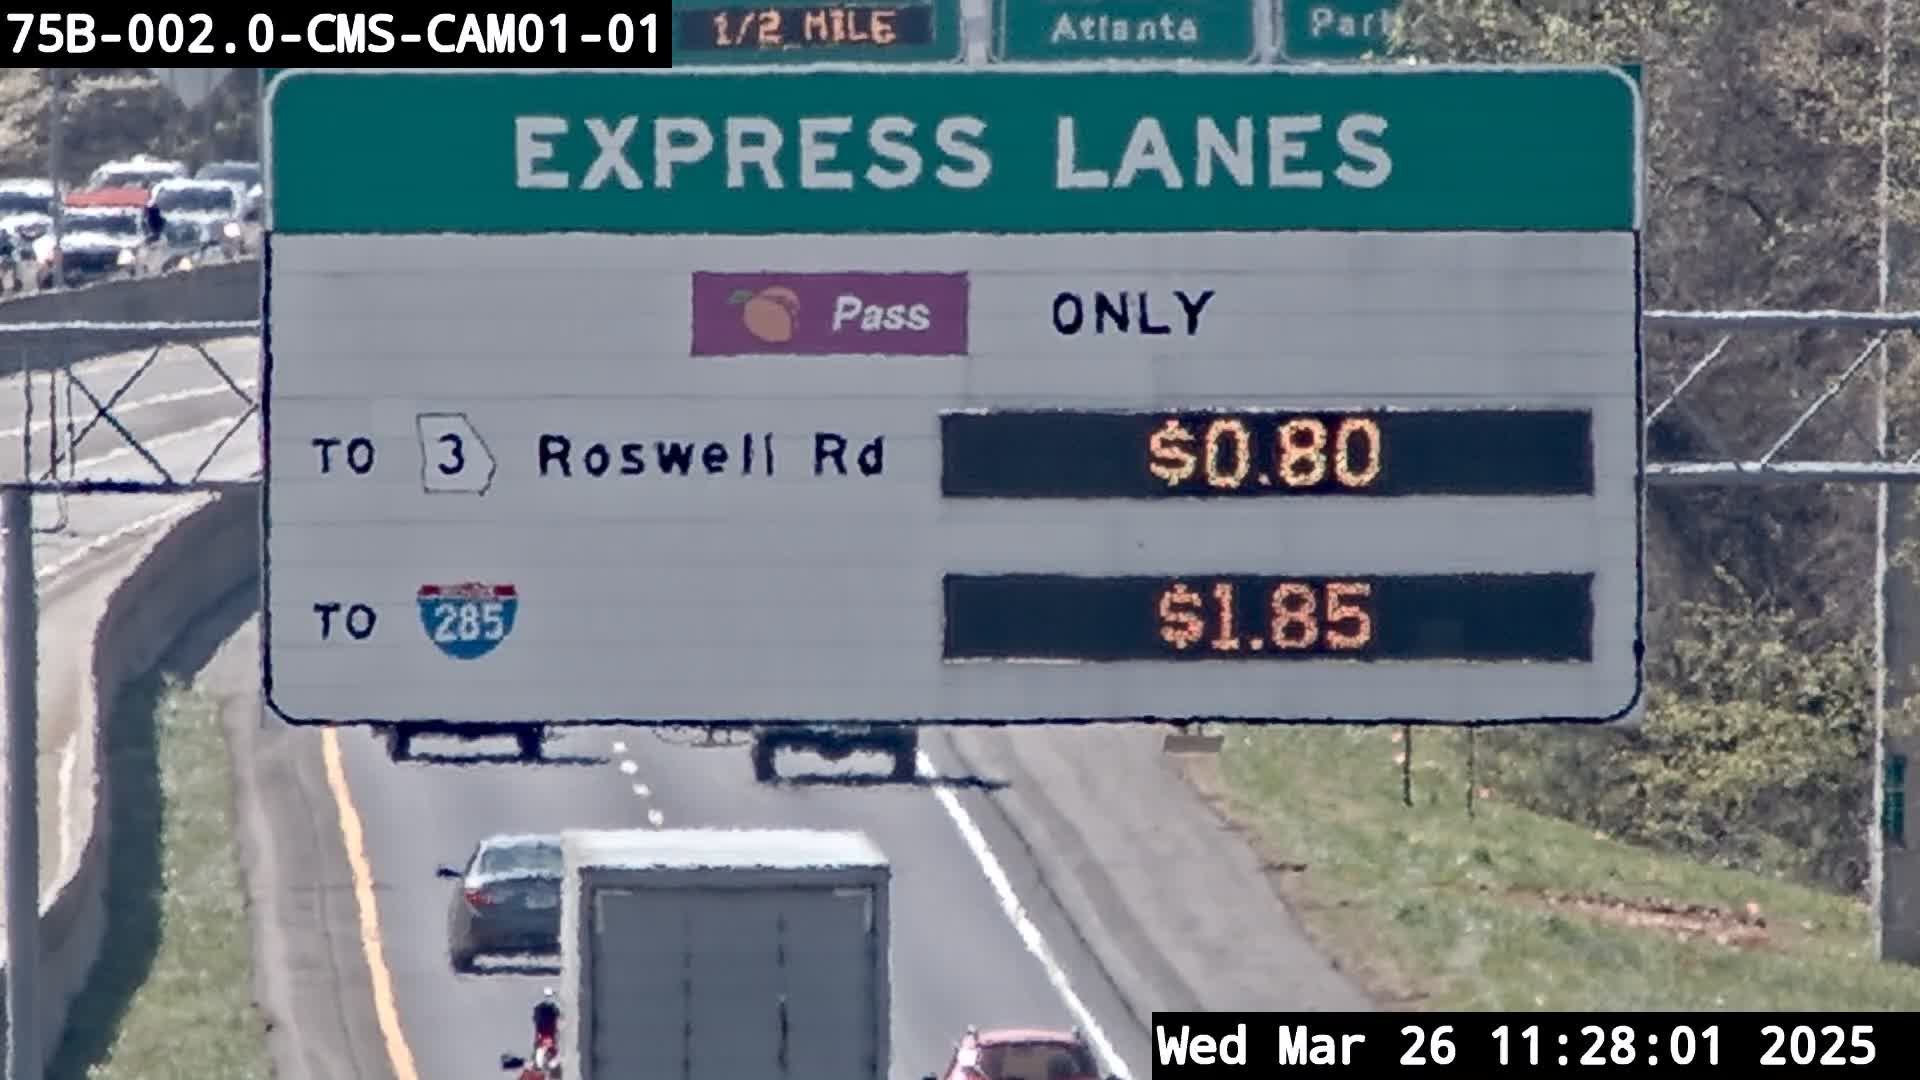 75B-002.0-CMS-CAM01-01
1/2 MILE
Atlanta
EXPRESS LANES
Pass ONLY
TO 3 Roswell Rd $0.80
TO 285 $1.85
Wed Mar 26 11:28:01 2025